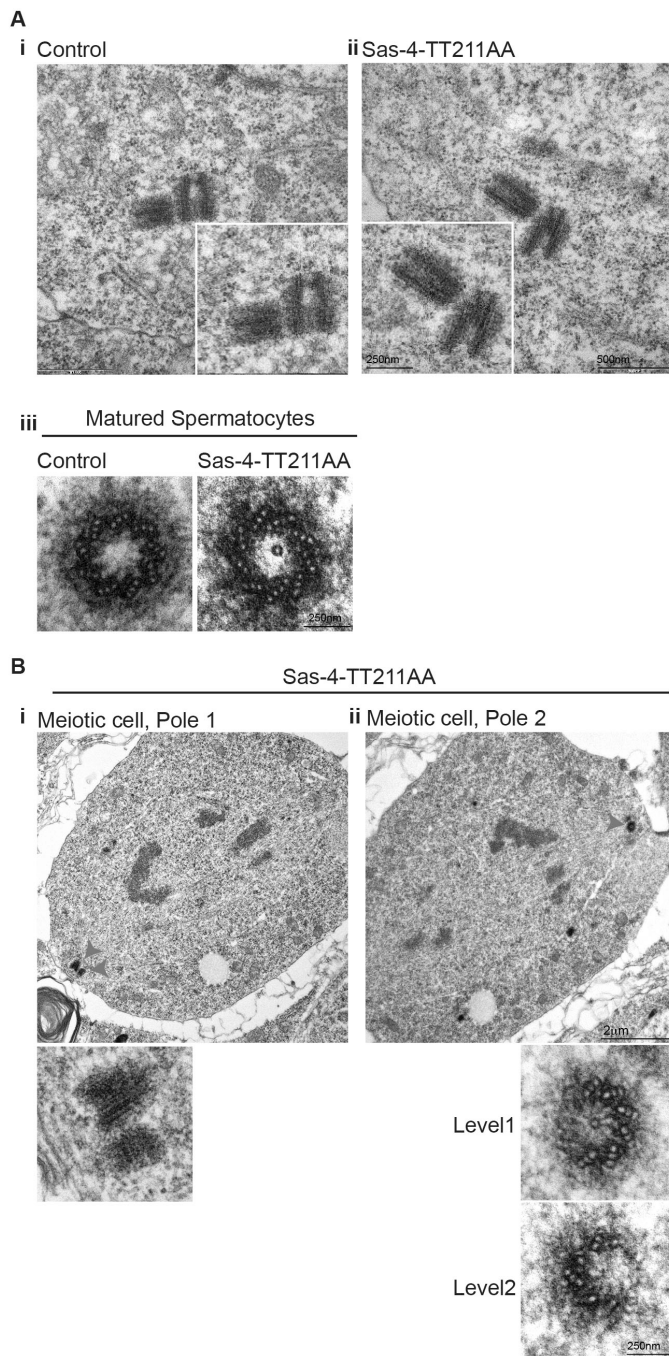 A
i Control
ii Sas-4-TT211AA
250nm
500nm
iii Matured Spermatocytes
Control
Sas-4-TT211AA
250nm
B
Sas-4-TT211AA
i Meiotic cell, Pole 1
ii Meiotic cell, Pole 2
2µm
Level1
Level2
250nm